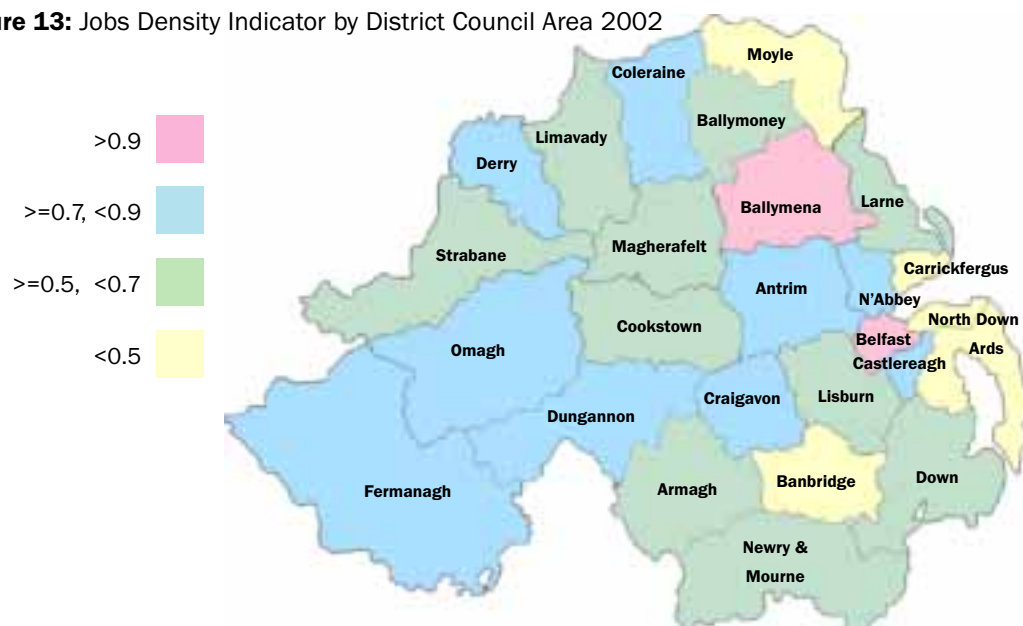 ure 13: Jobs Density Indicator by District Council Area 2002
>0.9
>=0.7, <0.9
>=0.5, <0.7
<0.5
Moyle
Coleraine
Ballymoney
Limavady
Derry
Ballymena
Larne
Magherafelt
Strabane
Carrickfergus
Antrim
N'Abbey
North Down
Cookstown
Belfast
Ards
Omagh
Castlereagh
Craigavon
Lisburn
Dungannon
Banbridge
Down
Armagh
Fermanagh
Newry &
Mourne